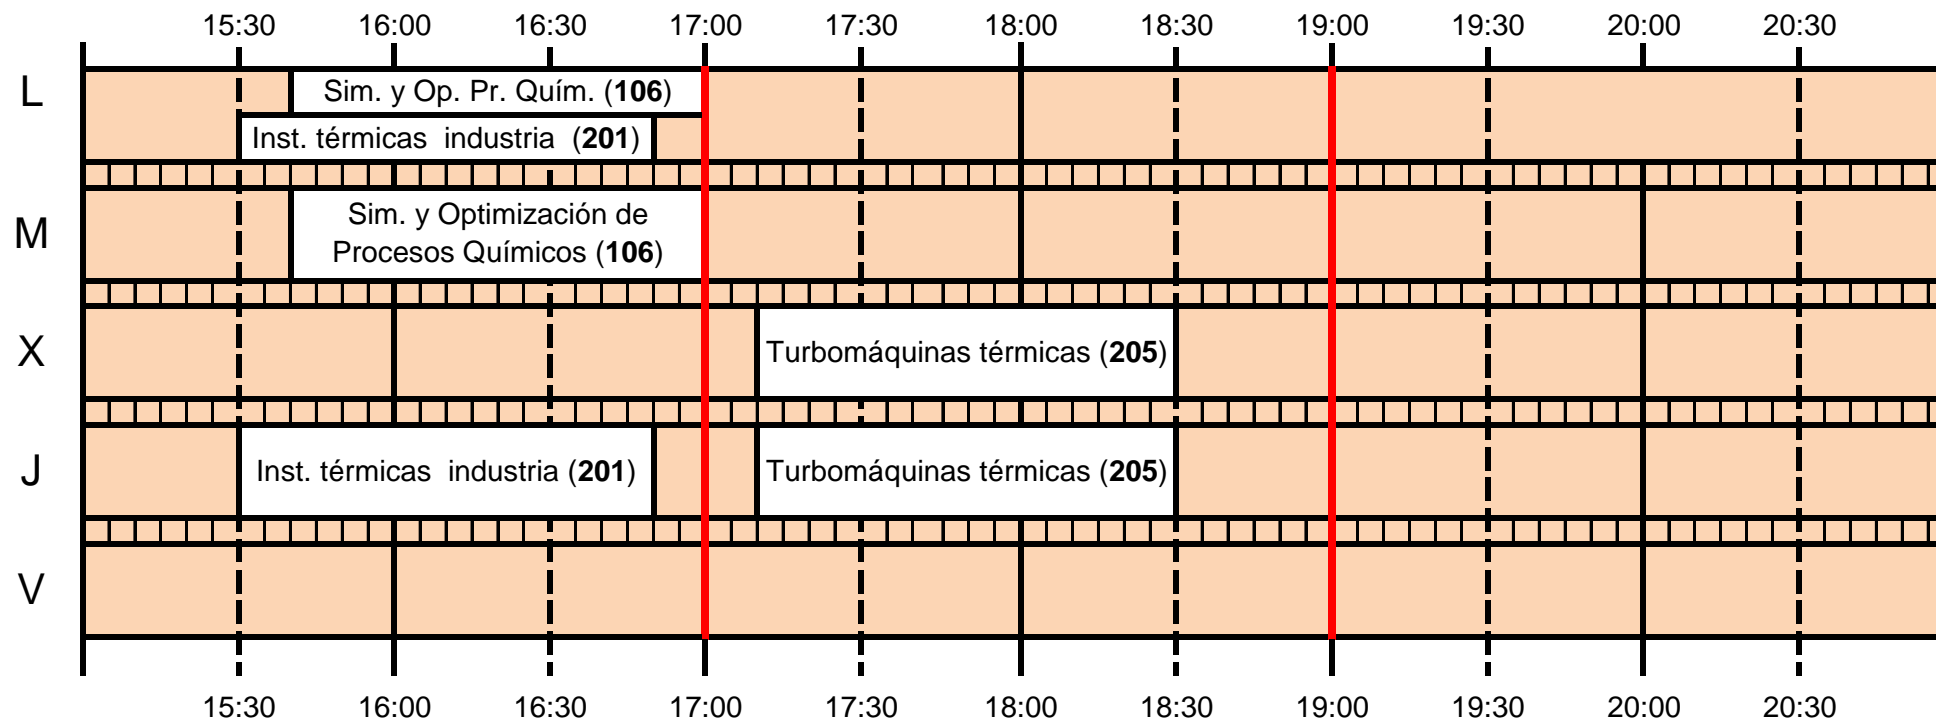 15:30 16:00 16:30 17:00 17:30 18:00 18:30 19:00 19:30 20:00 20:30
L
Sim. y Op. Pr. Quím. (106)
Inst. térmicas industria (201)
M
Sim. y Optimización de
Procesos Químicos (106)
X
Turbomáquinas térmicas (205)
J
Inst. térmicas industria (201)
Turbomáquinas térmicas (205)
V
15:30 16:00 16:30 17:00 17:30 18:00 18:30 19:00 19:30 20:00 20:30